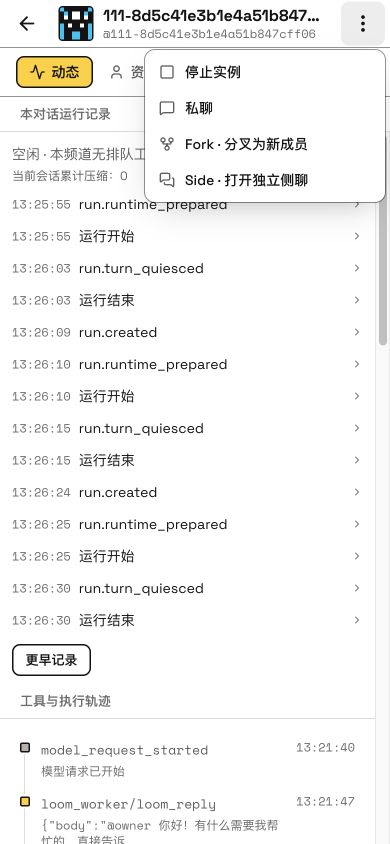 111-8d5c41e3b1e4a51b847...
@111-8d5c41e3b1e4a51b847cff06
动态
资
停止实例
私聊
Fork · 分叉为新成员
Side · 打开独立侧聊
本对话运行记录
空闲 · 本频道无排队工
当前会话累计压缩: 0
13:25:55 run.runtime_prepared
13:25:55 运行开始
13:26:03 run.turn_quiesced
13:26:03 运行结束
13:26:09 run.created
13:26:10 run.runtime_prepared
13:26:10 运行开始
13:26:15 run.turn_quiesced
13:26:15 运行结束
13:26:24 run.created
13:26:25 run.runtime_prepared
13:26:25 运行开始
13:26:30 run.turn_quiesced
13:26:30 运行结束
更早记录
工具与执行轨迹
model_request_started 13:21:40
模型请求已开始
loom_worker/loom_reply 13:21:47
{"body":"@owner 你好！有什么需要我帮
忙的，直接告诉